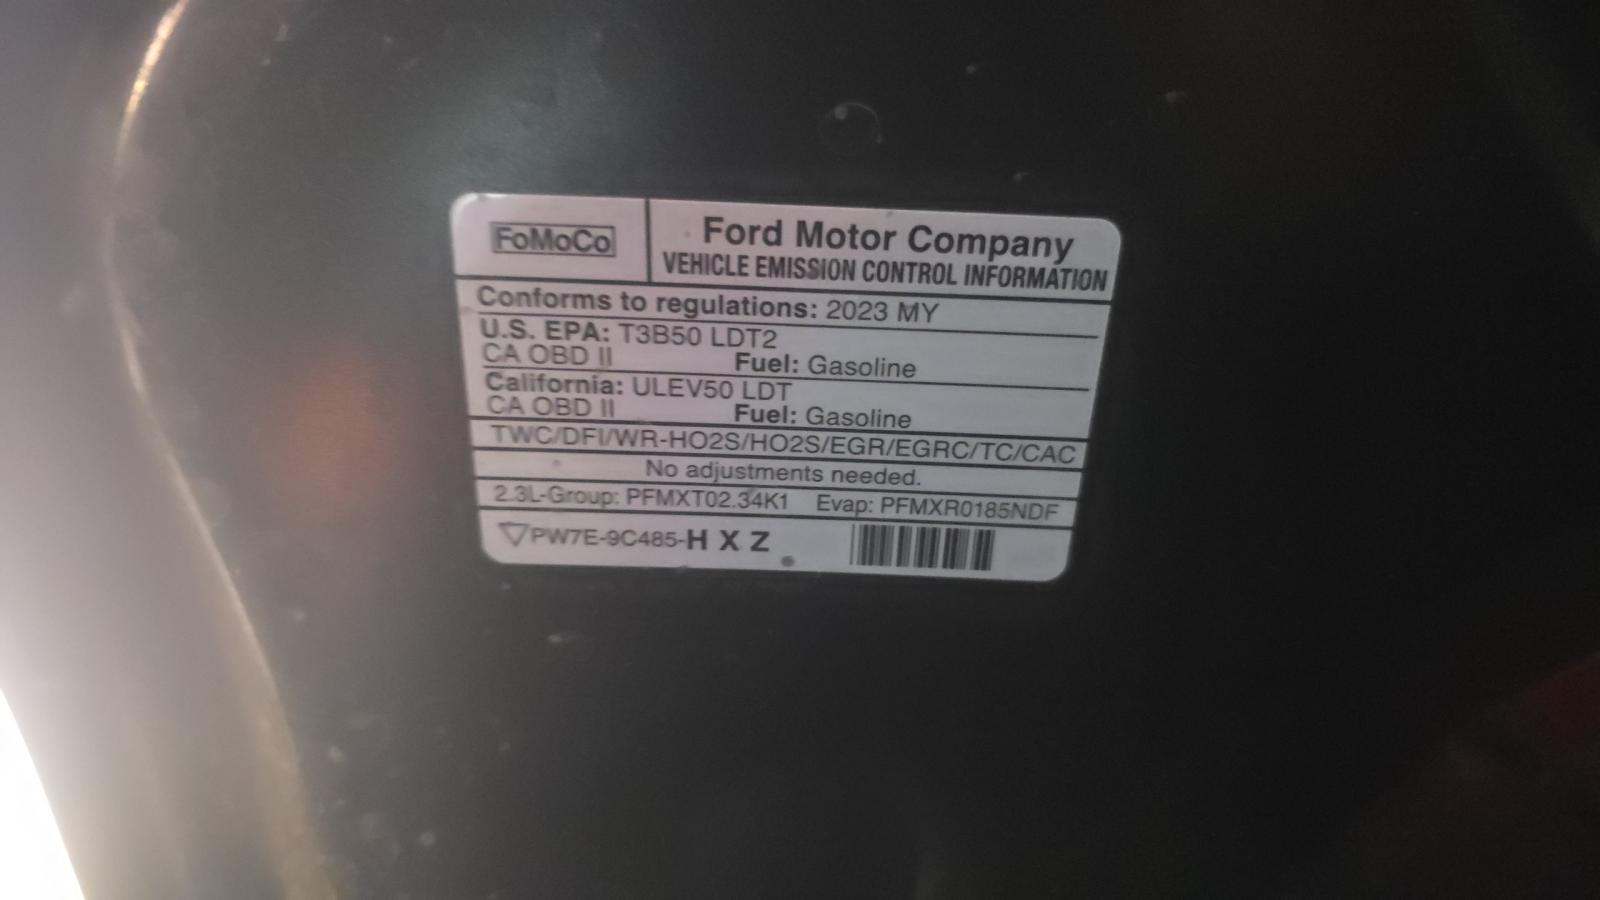 FoMoCo
Ford Motor Company
VEHICLE EMISSION CONTROL INFORMATION
Conforms to regulations: 2023 MY
U.S. EPA: T3B50 LDT2
CA OBD II Fuel: Gasoline
California: ULEV50 LDT
CA OBD II Fuel: Gasoline
TWC/DFI/WR-HO2S/HO2S/EGR/EGRC/TC/CAC
No adjustments needed.
2.3L-Group: PFMXT02.34K1 Evap: PFMXR0185NDF
PW7E-9C485-H X Z